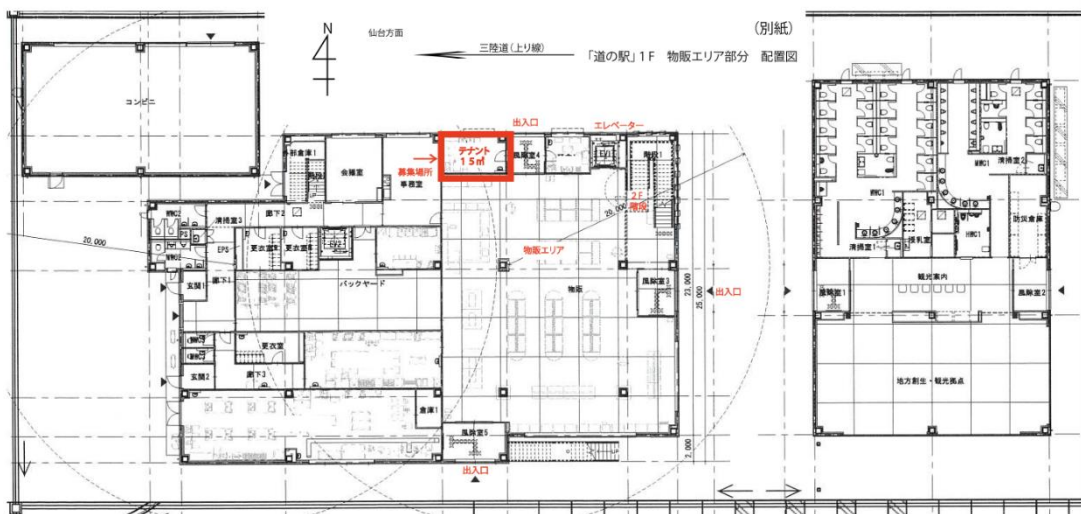 (別紙)
仙台方面
N
三陸道(上り線)
「道の駅」1F 物販エリア部分 配置図
コンビニ
出入口
エレベーター
テナント
15㎡
募集場所
事務室
会議室
風除室4
EV1
階段1
2F
階段
20,000
廊下2
清掃室3
PS
EPS
更衣室
EV2
物販エリア
バックヤード
20,000
玄関1
廊下1
物販
風除室3
23,000
25,000
出入口
更衣室
玄関2
廊下3
倉庫1
風除室5
2,000
出入口
MWC1
清掃室2
WWC1
防災倉庫
清掃室1
授乳室
HWC1
観光案内
風除室1
風除室2
地方創生・観光拠点